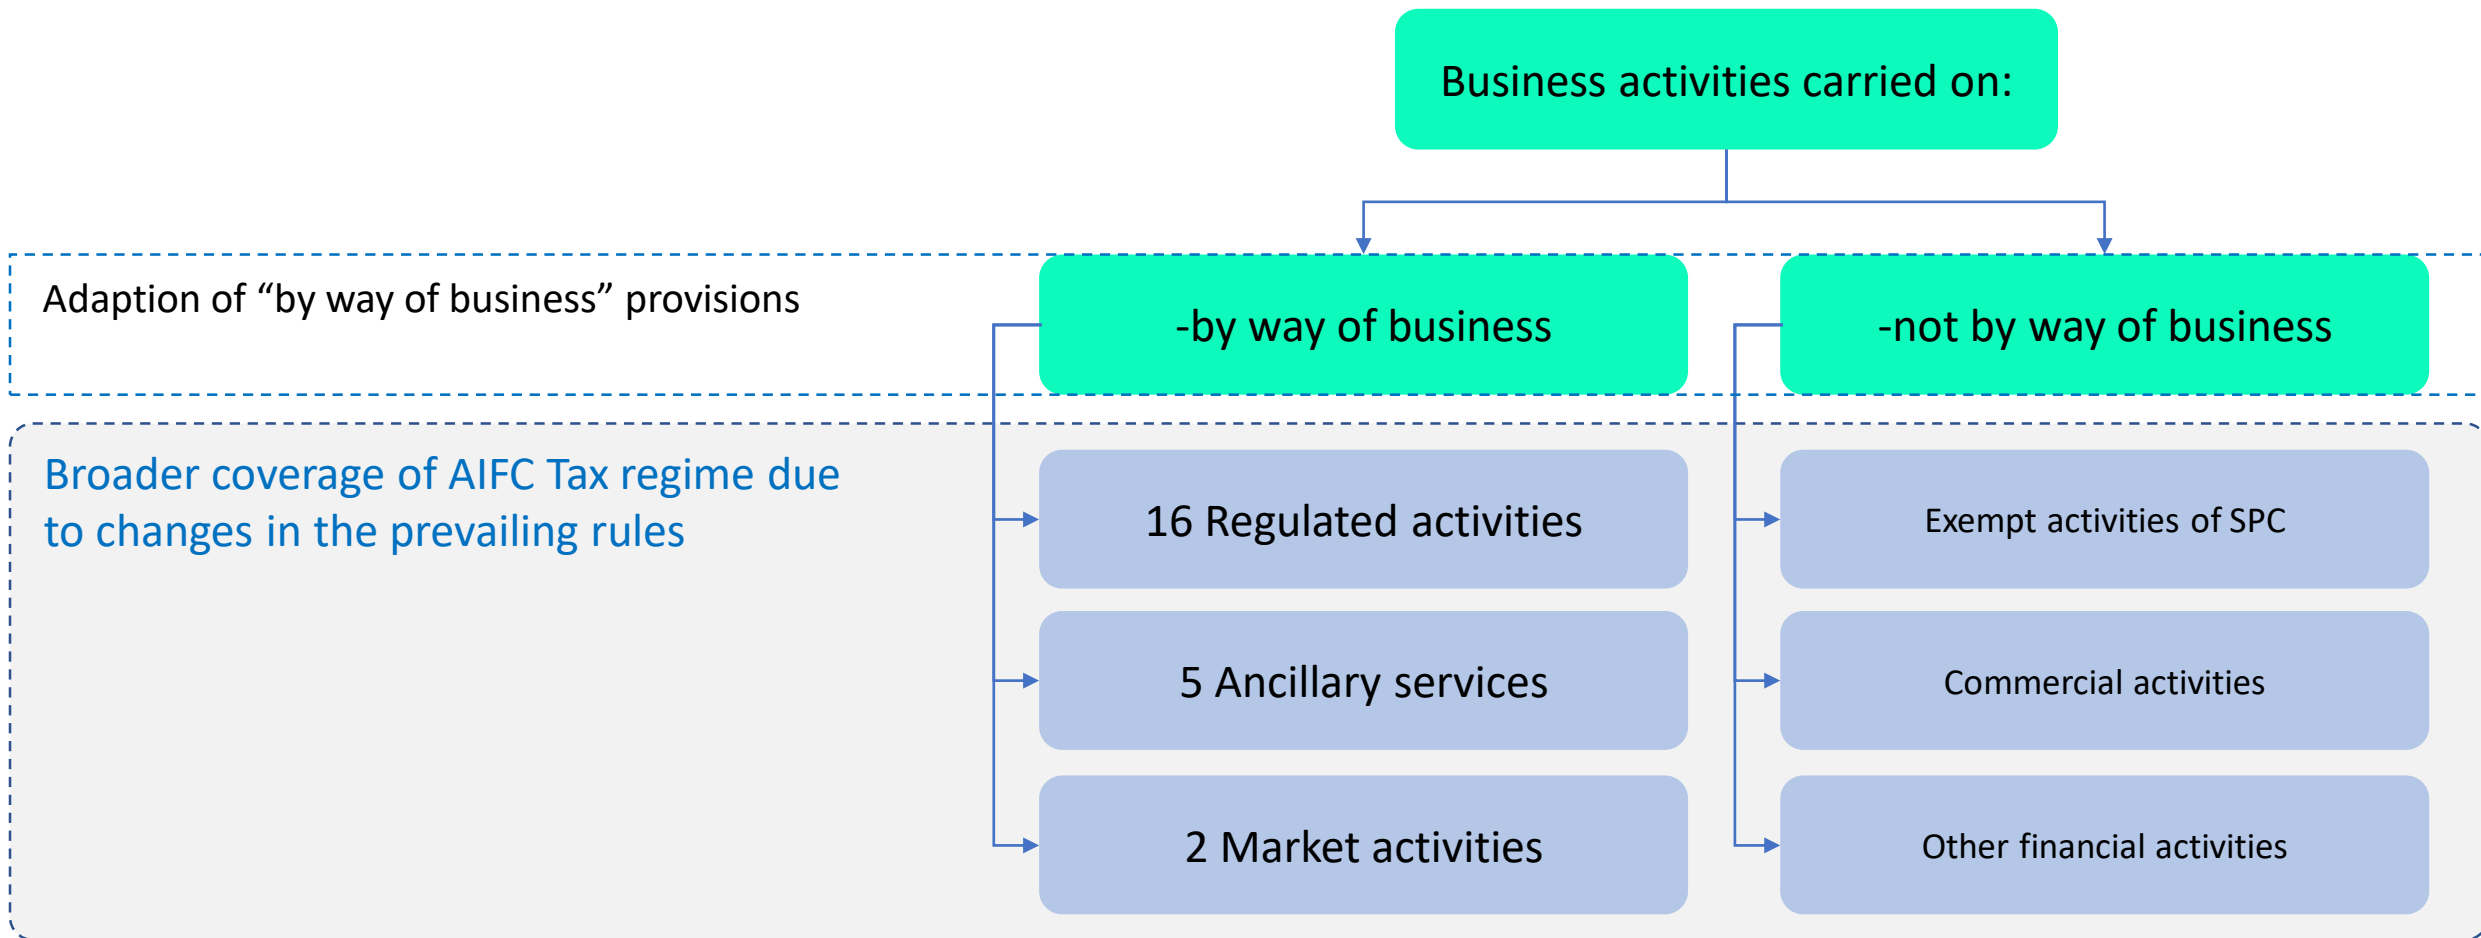 Business activities carried on:
Adaption of “by way of business” provisions
-by way of business
-not by way of business
Broader coverage of AIFC Tax regime due
to changes in the prevailing rules
16 Regulated activities
Exempt activities of SPC
5 Ancillary services
Commercial activities
2 Market activities
Other financial activities